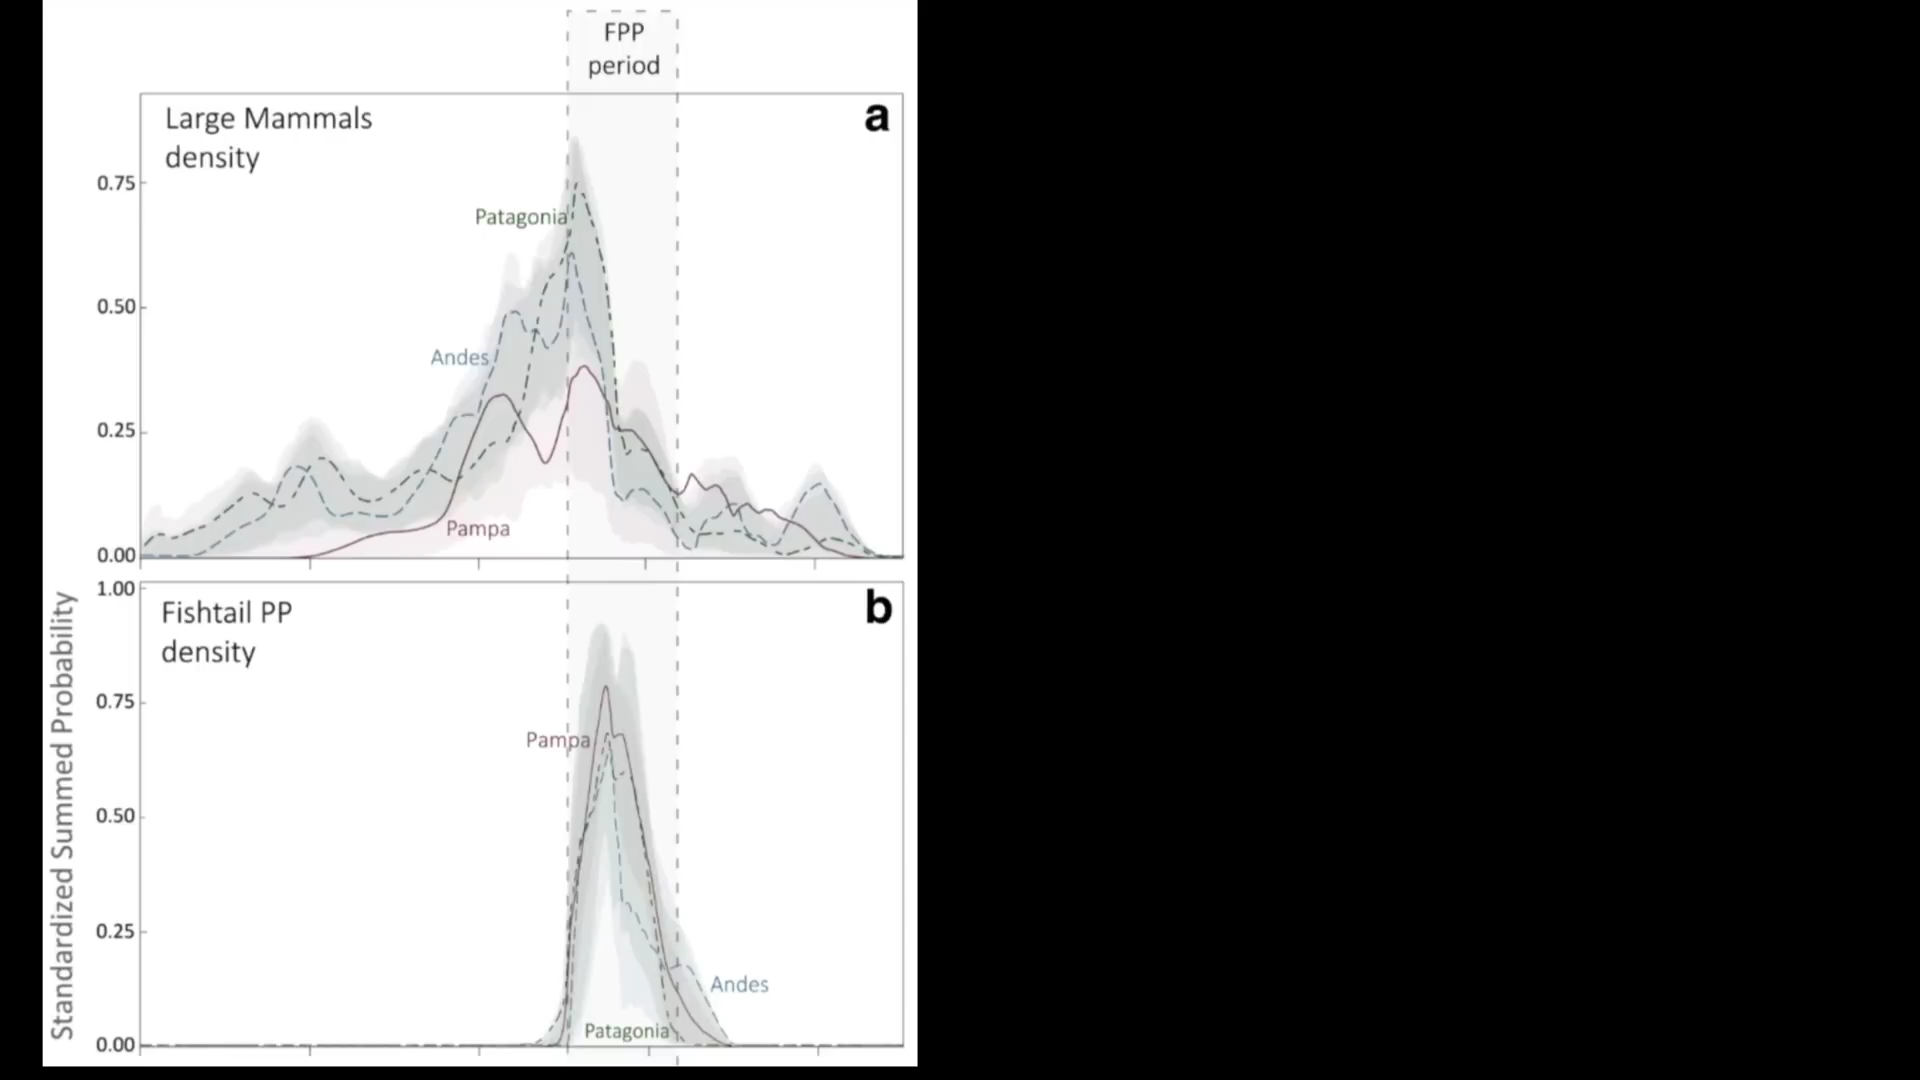 FPP
period
Large Mammals
density
a
0.75
Patagonia
0.50
Andes
0.25
Pampa
0.00
1.00
Fishtail PP
density
b
0.75
Pampa
0.50
0.25
Andes
Patagonia
0.00
Standardized Summed Probability